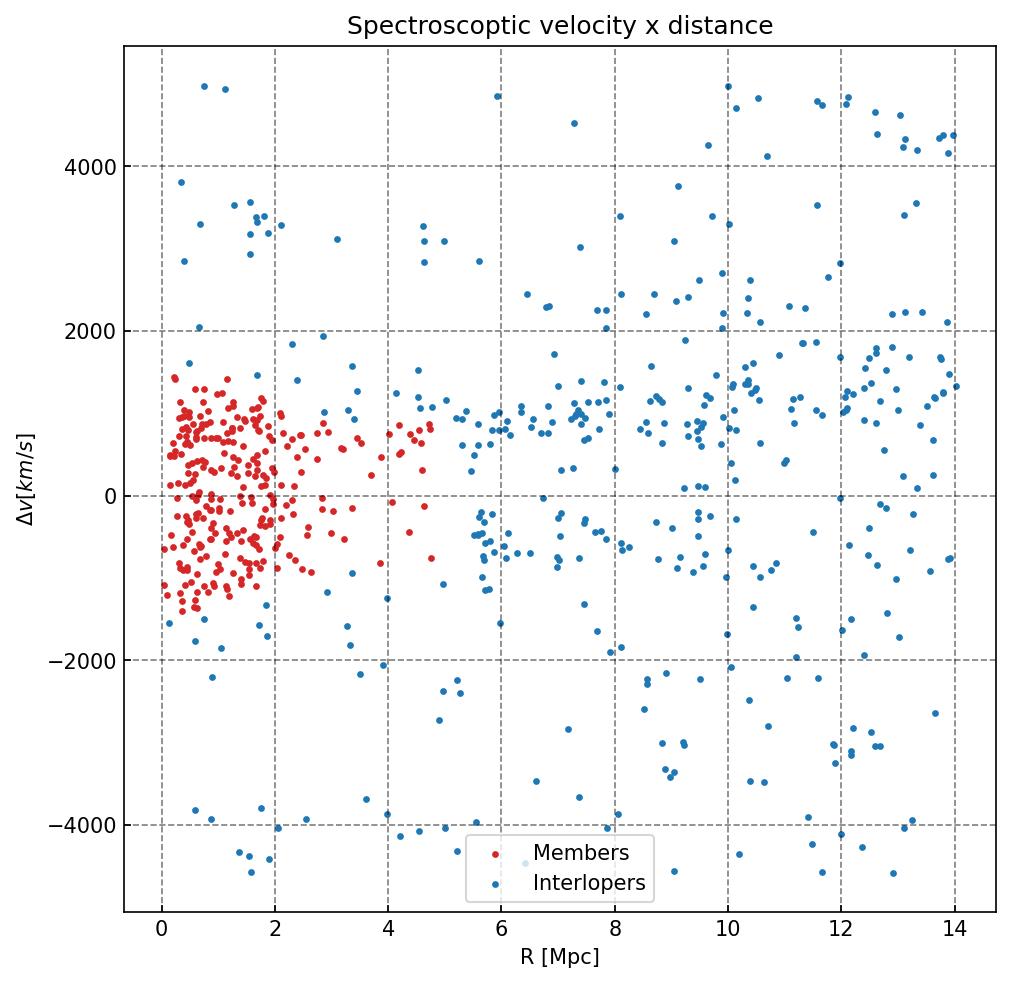 Spectroscoptic velocity x distance
Δv[km/s]
4000
2000
0
−2000
−4000
Members
Interlopers
0 2 4 6 8 10 12 14
R [Mpc]